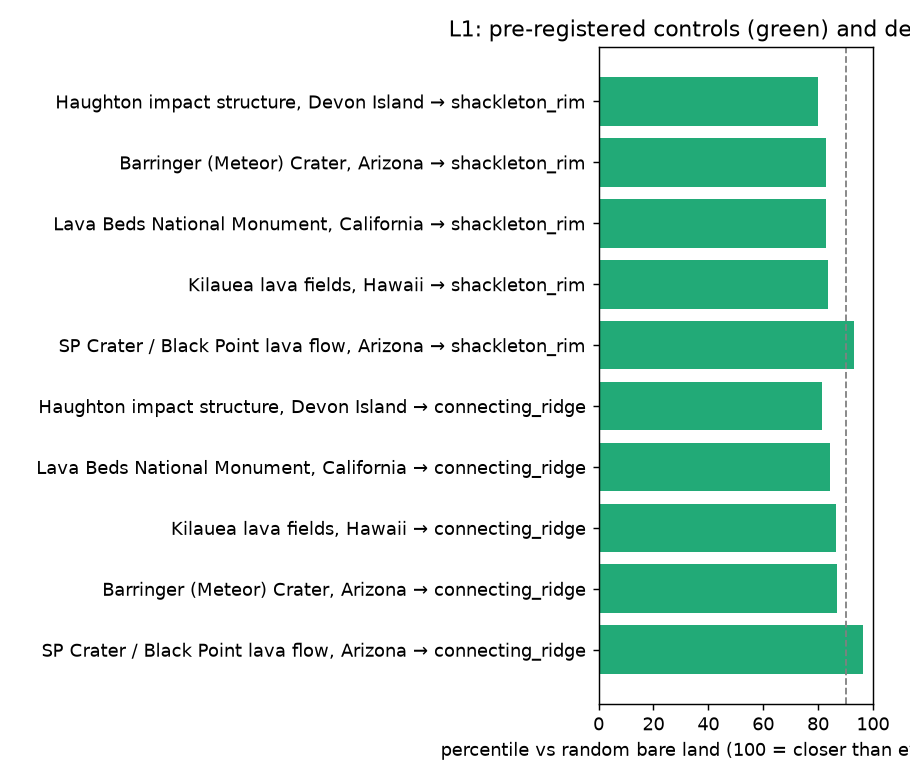 L1: pre-registered controls (green) and de
Haughton impact structure, Devon Island → shackleton_rim
Barringer (Meteor) Crater, Arizona → shackleton_rim
Lava Beds National Monument, California → shackleton_rim
Kilauea lava fields, Hawaii → shackleton_rim
SP Crater / Black Point lava flow, Arizona → shackleton_rim
Haughton impact structure, Devon Island → connecting_ridge
Lava Beds National Monument, California → connecting_ridge
Kilauea lava fields, Hawaii → connecting_ridge
Barringer (Meteor) Crater, Arizona → connecting_ridge
SP Crater / Black Point lava flow, Arizona → connecting_ridge
0 20 40 60 80 100
percentile vs random bare land (100 = closer than e